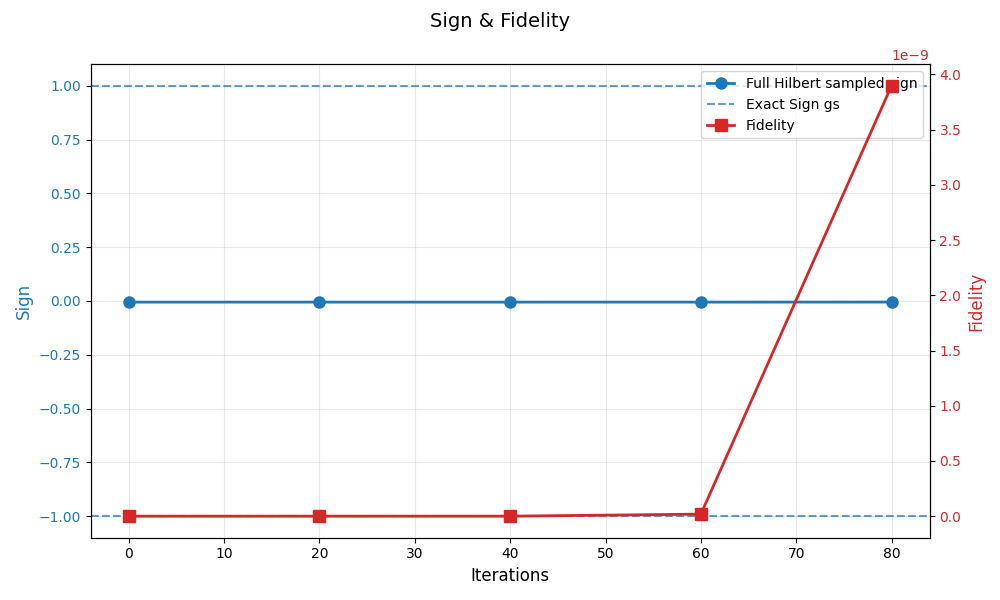 Sign & Fidelity
1e−9
1.00
0.75
0.50
0.25
0.00
−0.25
−0.50
−0.75
−1.00
Sign
Full Hilbert sampled sign
Exact Sign gs
Fidelity
4.0
3.5
3.0
2.5
2.0
1.5
1.0
0.5
0.0
Fidelity
0 10 20 30 40 50 60 70 80
Iterations